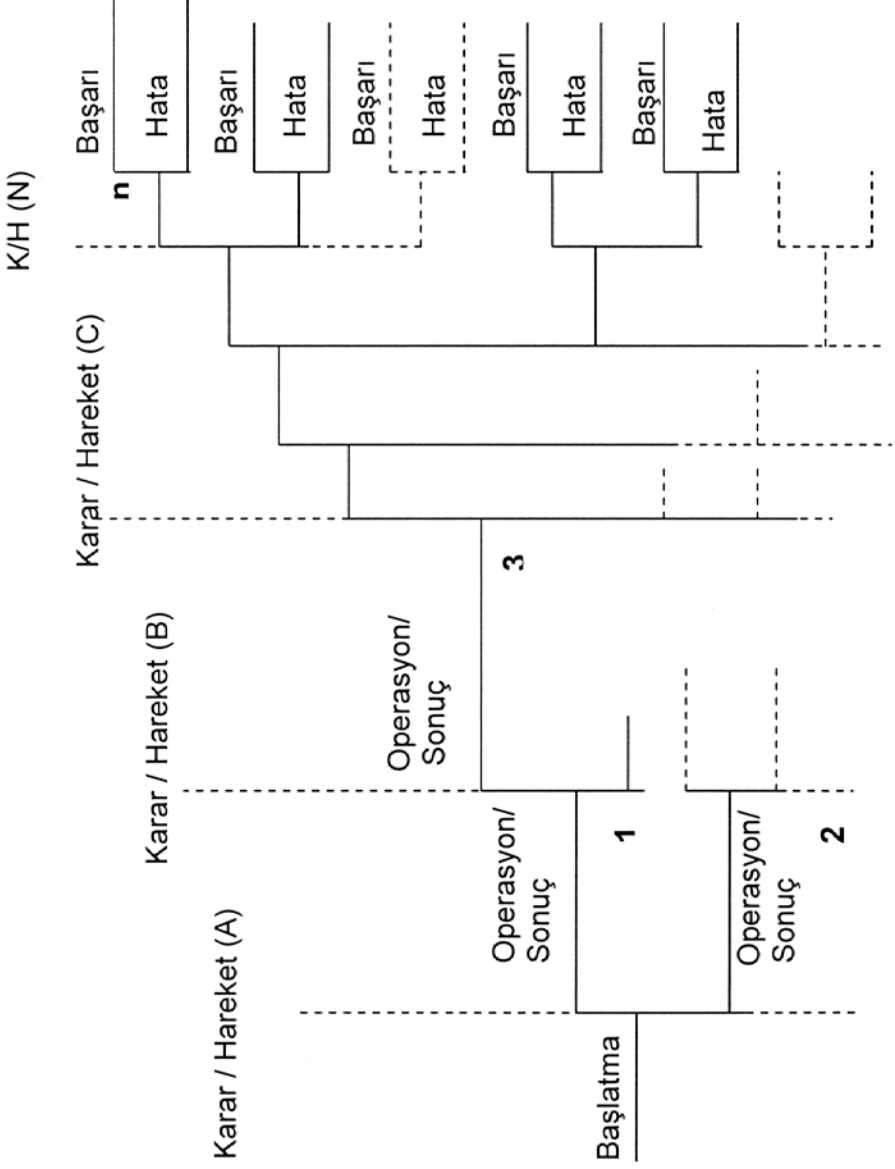 K/H (N)
Karar / Hareket (C)
Karar / Hareket (B)
Karar / Hareket (A)
Başarı
n
Hata
Başarı
Hata
Başarı
Hata
Başarı
Hata
Başarı
Hata
Operasyon/
Sonuç
3
Operasyon/
Sonuç
1
Operasyon/
Sonuç
2
Başlatma